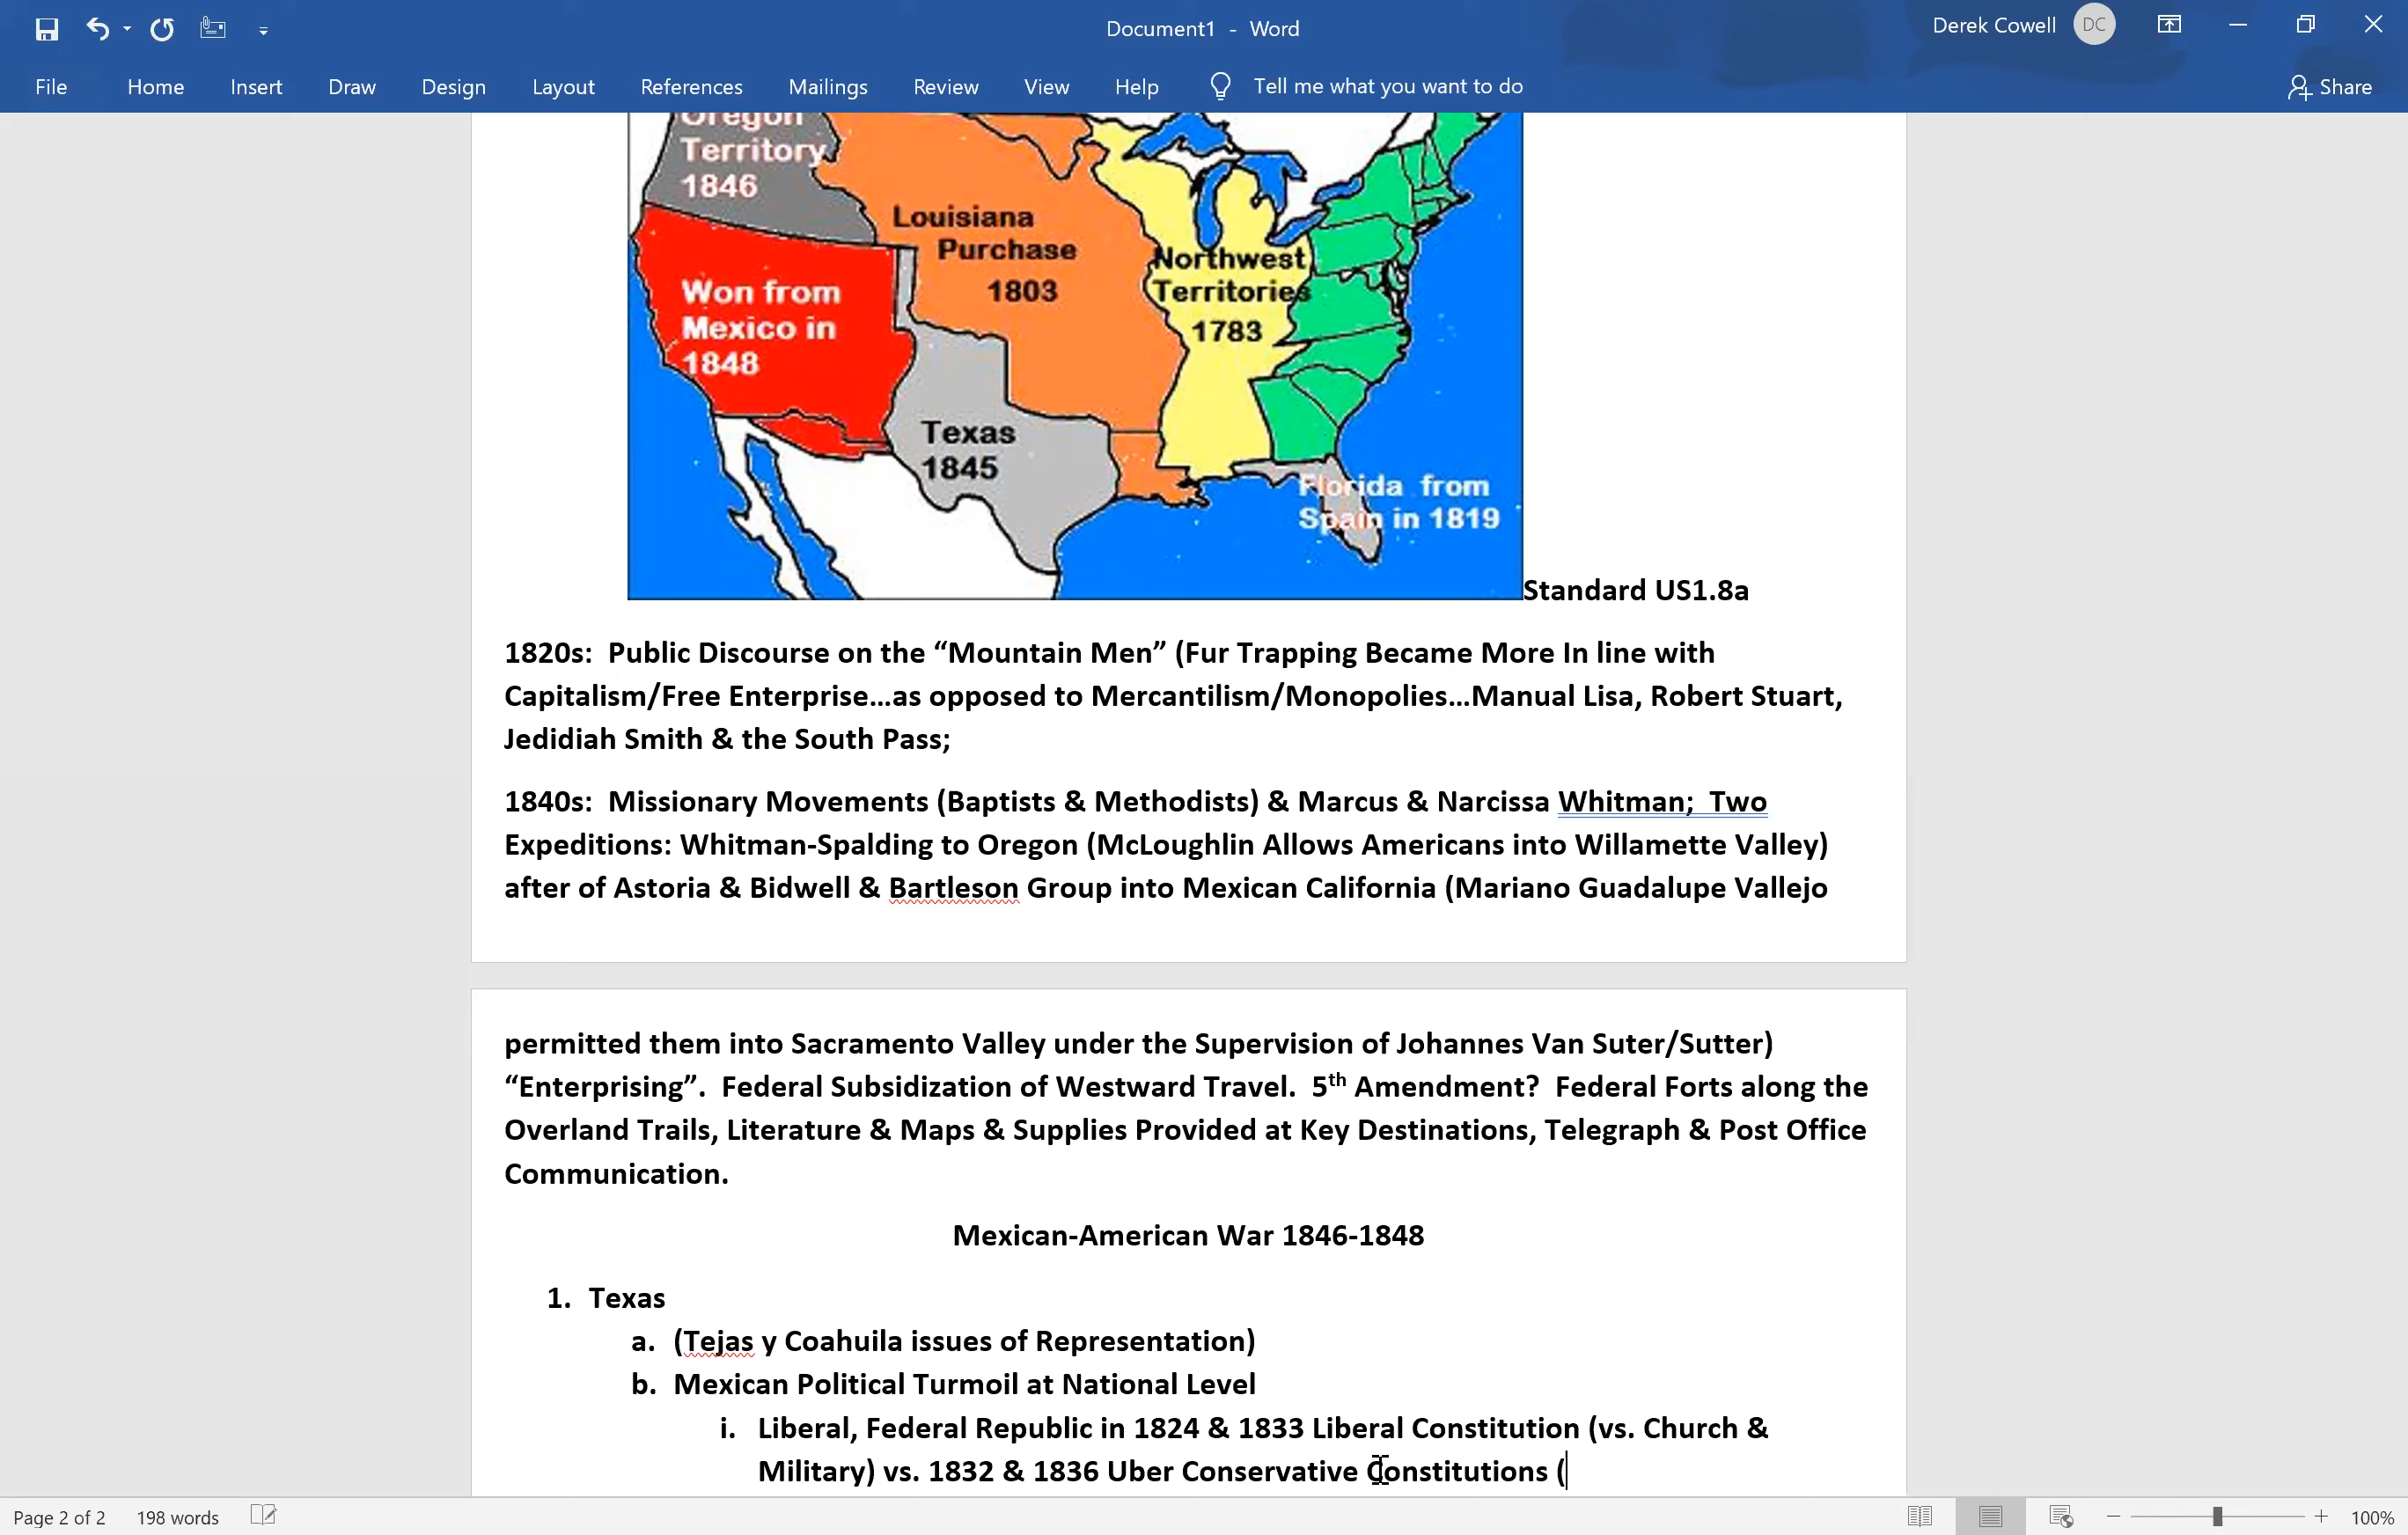 Document1 - Word
Derek Cowell DC
File Home Insert Draw Design Layout References Mailings Review View Help Tell me what you want to do Share
Oregon
Territory
1846
Louisiana
Purchase
1803
Northwest
Territories
1783
Won from
Mexico in
1848
Texas
1845
Florida from
Spain in 1819
Standard US1.8a
1820s: Public Discourse on the “Mountain Men” (Fur Trapping Became More In line with
Capitalism/Free Enterprise…as opposed to Mercantilism/Monopolies…Manual Lisa, Robert Stuart,
Jedidiah Smith & the South Pass;
1840s: Missionary Movements (Baptists & Methodists) & Marcus & Narcissa Whitman; Two
Expeditions: Whitman-Spalding to Oregon (McLoughlin Allows Americans into Willamette Valley)
after of Astoria & Bidwell & Bartleson Group into Mexican California (Mariano Guadalupe Vallejo
permitted them into Sacramento Valley under the Supervision of Johannes Van Suter/Sutter)
“Enterprising”. Federal Subsidization of Westward Travel. 5th Amendment? Federal Forts along the
Overland Trails, Literature & Maps & Supplies Provided at Key Destinations, Telegraph & Post Office
Communication.
Mexican-American War 1846-1848
1. Texas
a. (Tejas y Coahuila issues of Representation)
b. Mexican Political Turmoil at National Level
i. Liberal, Federal Republic in 1824 & 1833 Liberal Constitution (vs. Church &
Military) vs. 1832 & 1836 Uber Conservative Constitutions (
Page 2 of 2 198 words 100%